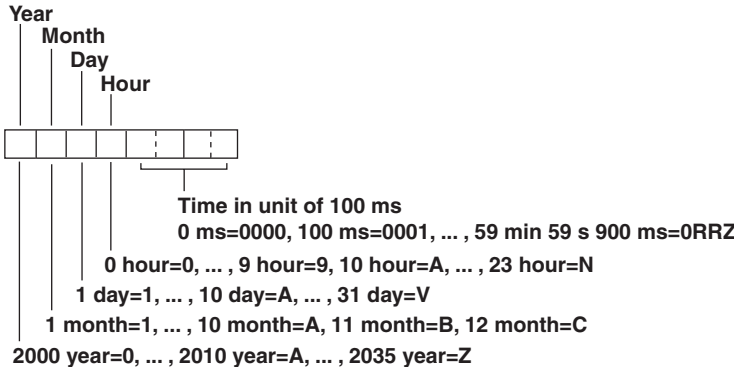 Year
Month
Day
Hour
Time in unit of 100 ms
0 ms=0000, 100 ms=0001, ... , 59 min 59 s 900 ms=0RRZ
0 hour=0, ... , 9 hour=9, 10 hour=A, ... , 23 hour=N
1 day=1, ... , 10 day=A, ... , 31 day=V
1 month=1, ... , 10 month=A, 11 month=B, 12 month=C
2000 year=0, ... , 2010 year=A, ... , 2035 year=Z